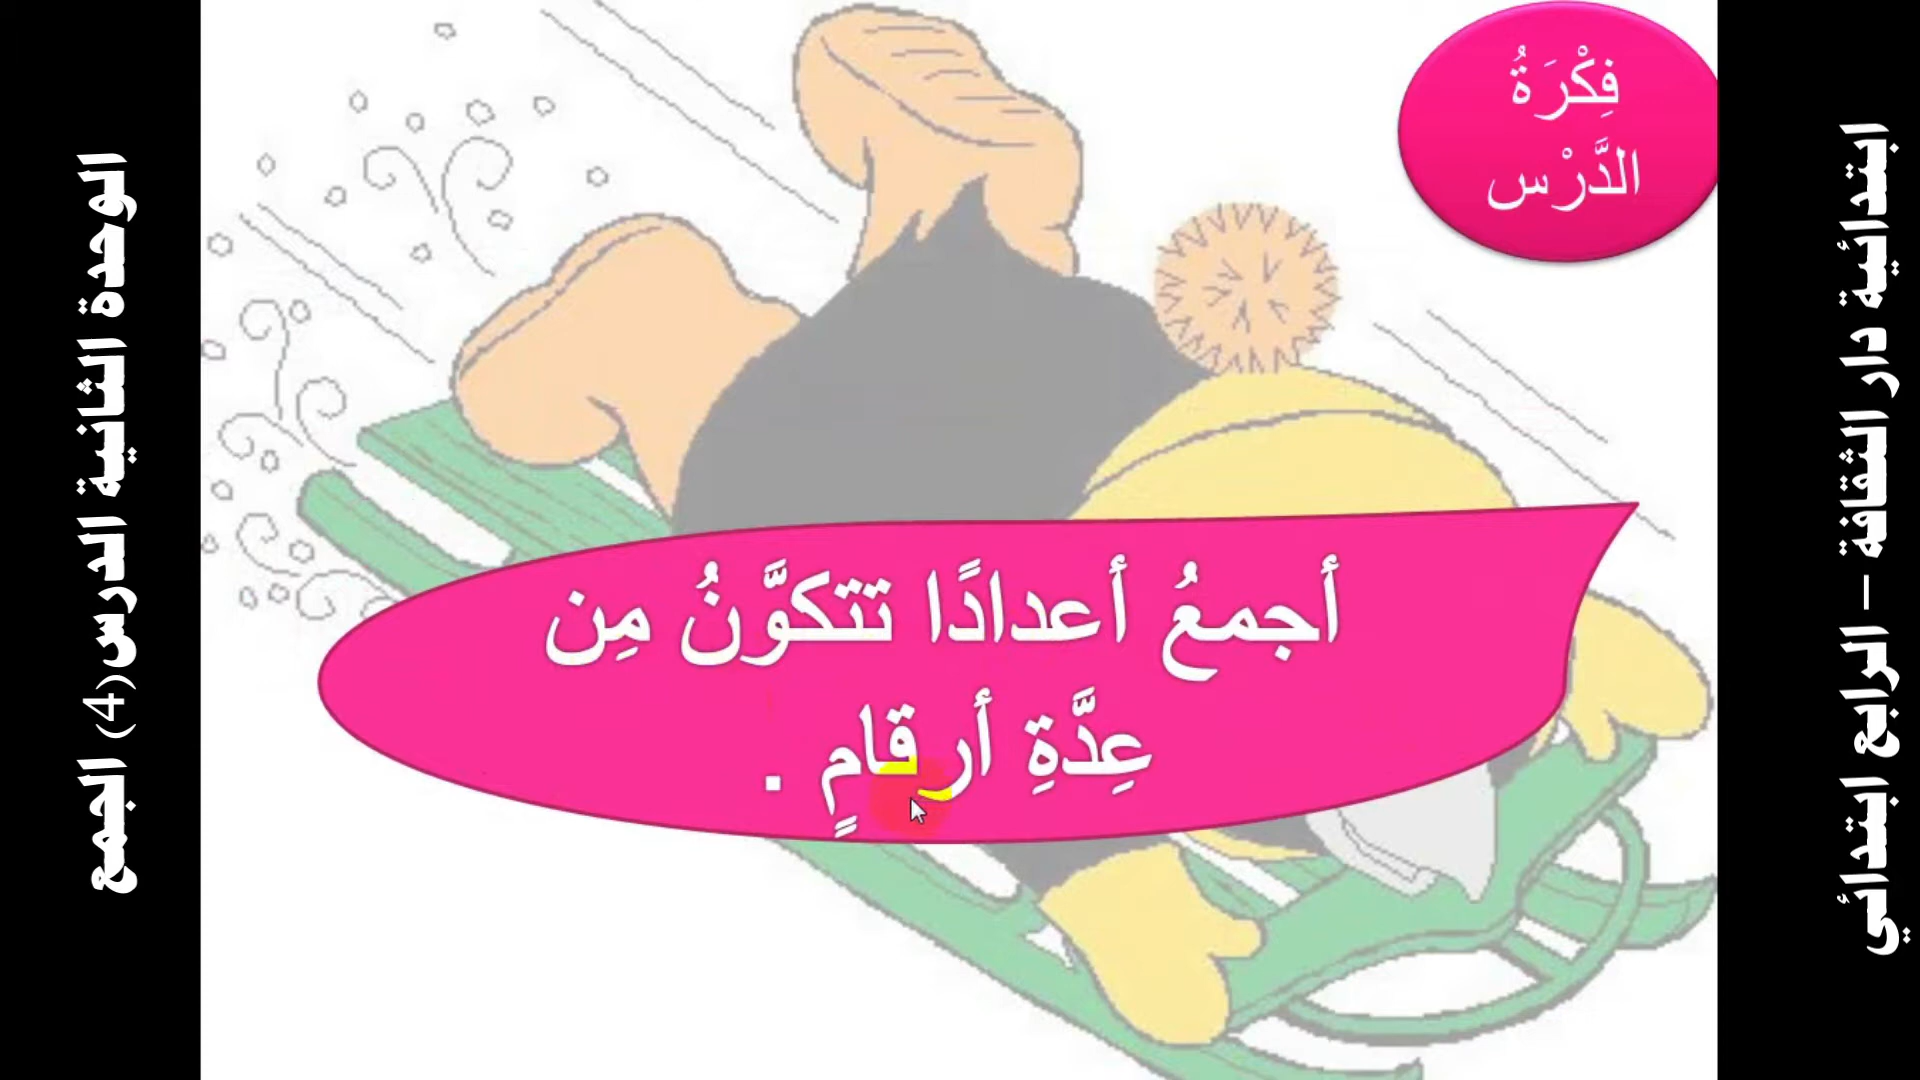 فِكْرَةُ
الدَّرْس
أجمعُ أعدادًا تتكوَّنُ مِن
عِدَّةِ أرقامٍ .
ابتدائية دار الثقافة – الرابع ابتدائي
الوحدة الثانية الدرس(4) الجمع